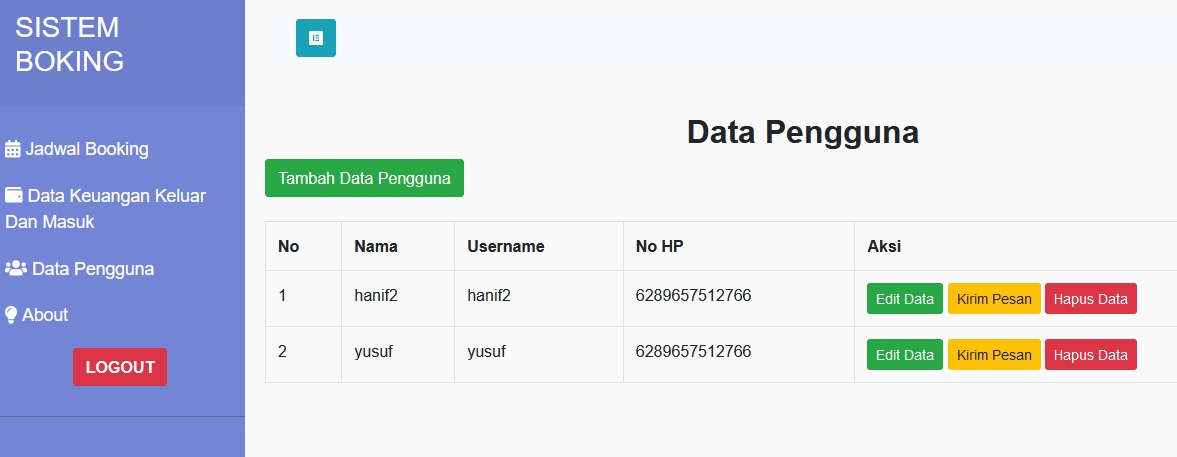 SISTEM
BOKING
Jadwal Booking
Data Keuangan Keluar
Dan Masuk
Data Pengguna
About
LOGOUT
Data Pengguna
Tambah Data Pengguna
No Nama Username No HP Aksi
1 hanif2 hanif2 6289657512766 Edit Data Kirim Pesan Hapus Data
2 yusuf yusuf 6289657512766 Edit Data Kirim Pesan Hapus Data